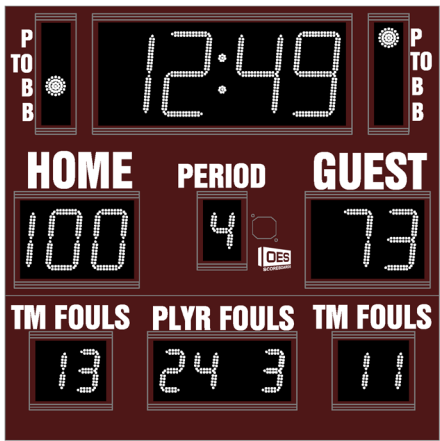 P TO B B
12:49
P TO B B
HOME PERIOD GUEST
100 4 73
OES
SCOREBOARDS
TM FOULS PLYR FOULS TM FOULS
13 24 3 11